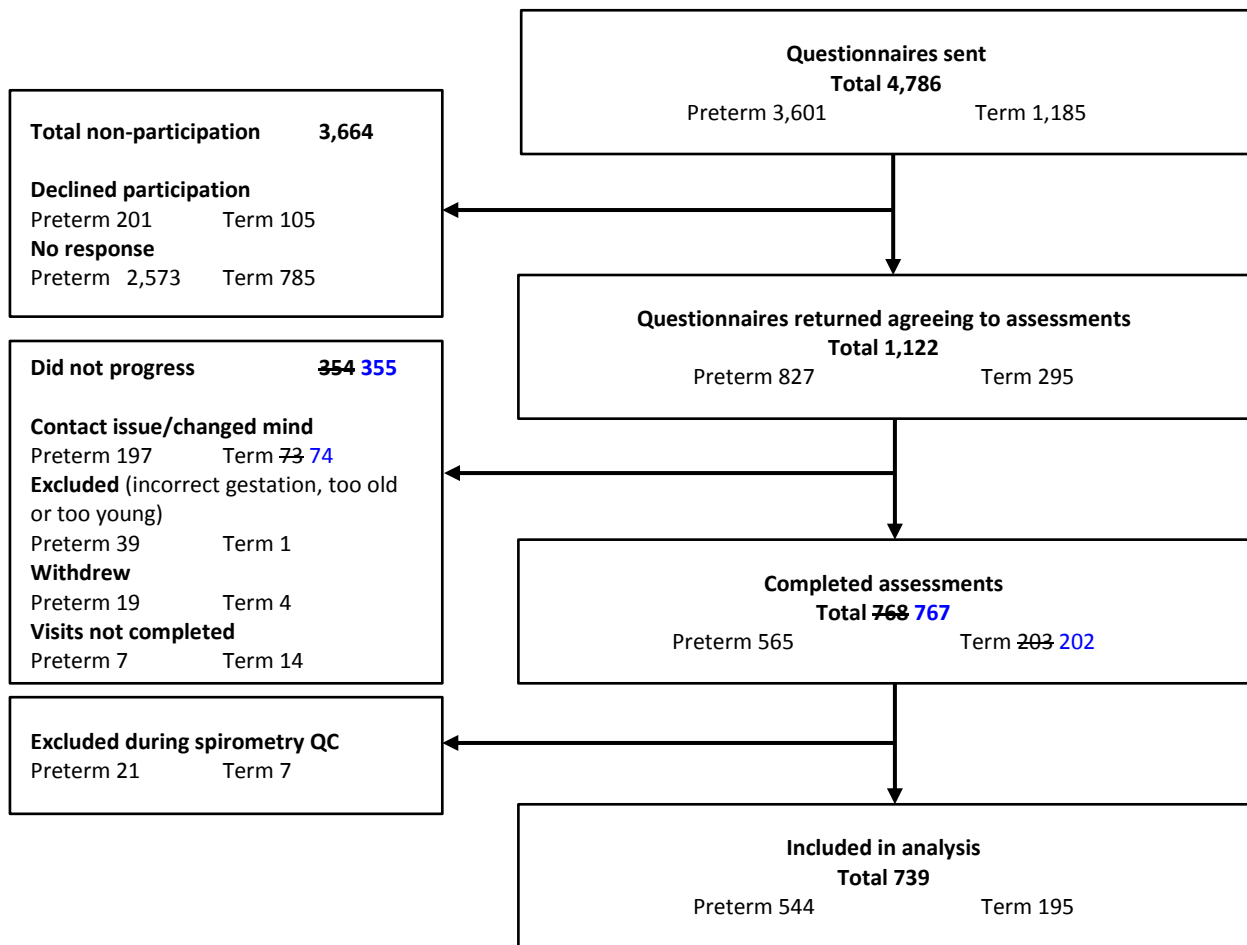 Questionnaires sent
Total 4,786
Preterm 3,601 Term 1,185
Total non-participation 3,664
Declined participation
Preterm 201 Term 105
No response
Preterm 2,573 Term 785
Questionnaires returned agreeing to assessments
Total 1,122
Preterm 827 Term 295
Did not progress 354 355
Contact issue/changed mind
Preterm 197 Term 73 74
Excluded (incorrect gestation, too old
or too young)
Preterm 39 Term 1
Withdrew
Preterm 19 Term 4
Visits not completed
Preterm 7 Term 14
Completed assessments
Total 768 767
Preterm 565 Term 203 202
Excluded during spirometry QC
Preterm 21 Term 7
Included in analysis
Total 739
Preterm 544 Term 195